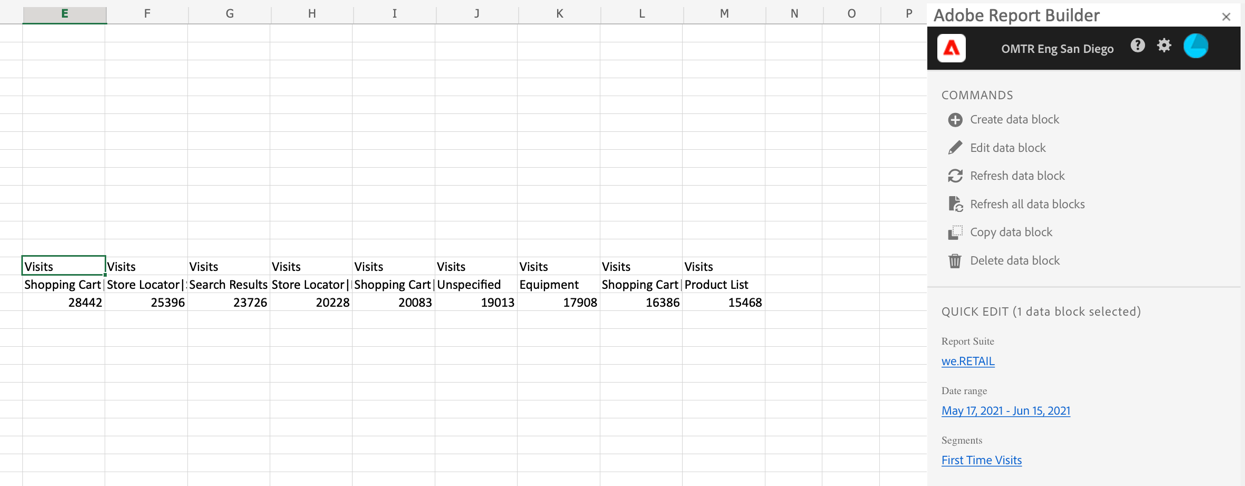 E F G H I J K L M N O P
Adobe Report Builder
OMTR Eng San Diego
COMMANDS
Create data block
Edit data block
Refresh data block
Refresh all data blocks
Copy data block
Delete data block
Visits Visits Visits Visits Visits Visits Visits Visits Visits
Shopping Cart Store Locator| Search Results Store Locator| Shopping Cart| Unspecified Equipment Shopping Cart| Product List
28442 25396 23726 20228 20083 19013 17908 16386 15468
QUICK EDIT (1 data block selected)
Report Suite
we.RETAIL
Date range
May 17, 2021 - Jun 15, 2021
Segments
First Time Visits